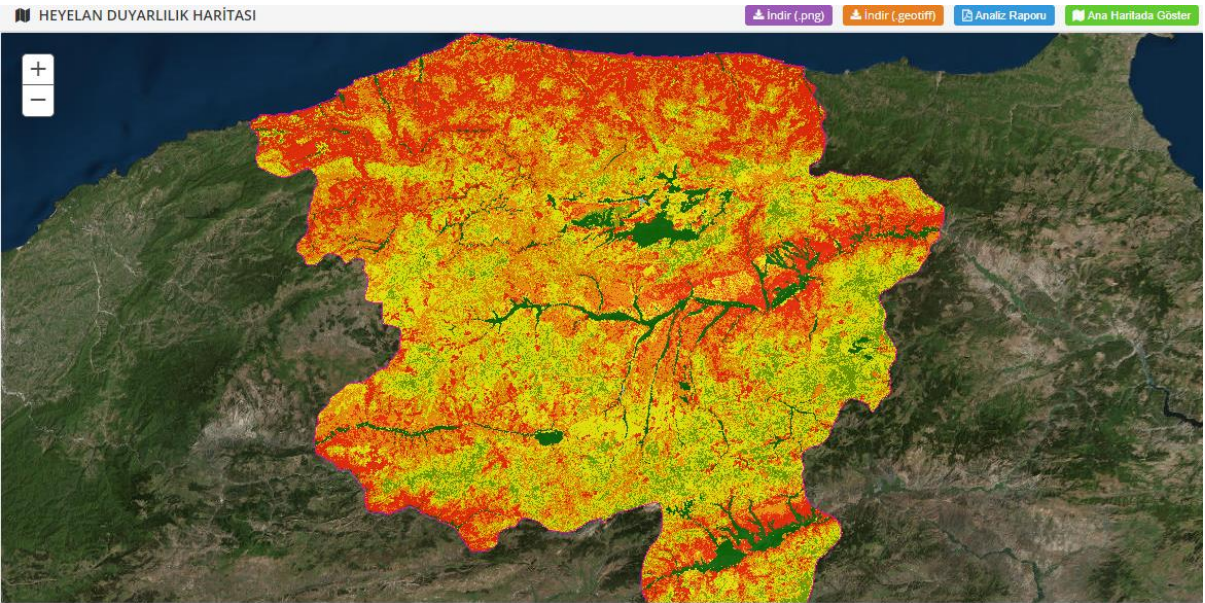 HEYELAN DUYARLILIK HARİTASI
İndir (.png)
İndir (.geotiff)
Analiz Raporu
Ana Haritada Göster
+
−